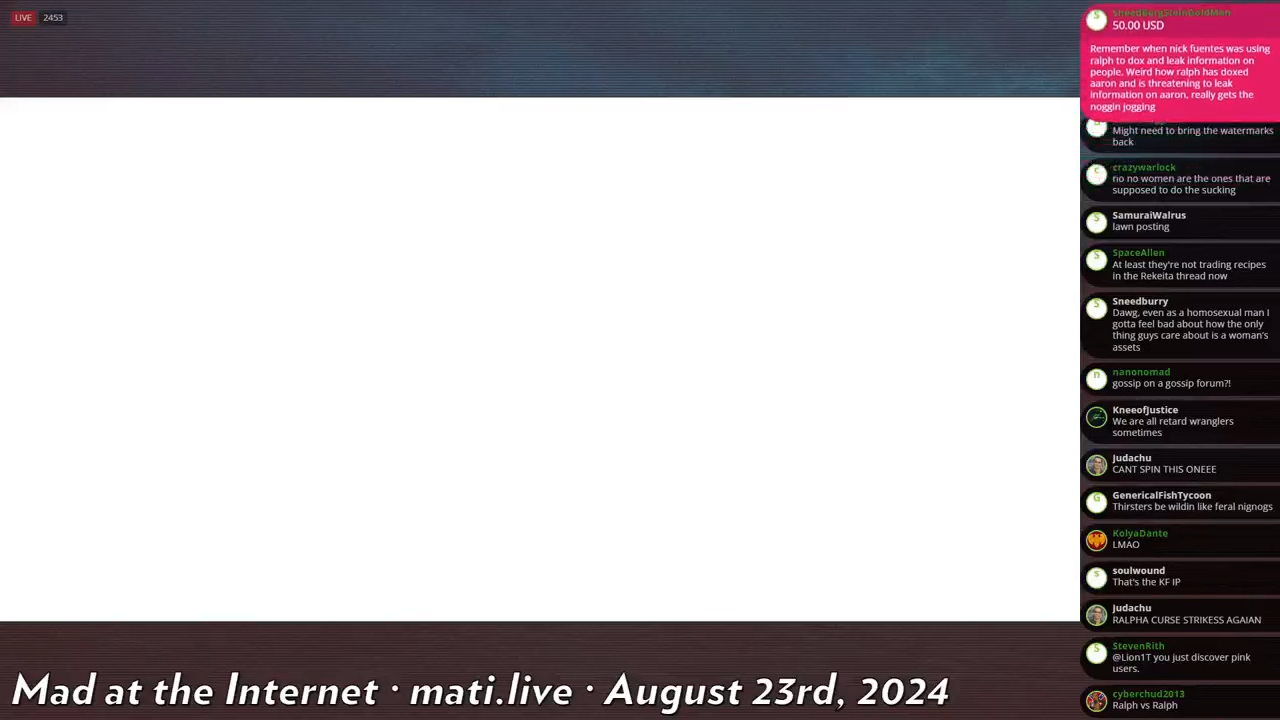 LIVE 2453
SneedBergSteinGoldMan
50.00 USD
Remember when nick fuentes was using
ralph to dox and leak information on
people. Weird how ralph has doxed
aaron and is threatening to leak
information on aaron, really gets the
noggin jogging
Might need to bring the watermarks
back
crazywarlock
no no women are the ones that are
supposed to do the sucking
SamuraiWalrus
lawn posting
SpaceAllen
At least they're not trading recipes
in the Rekeita thread now
Sneedburry
Dawg, even as a homosexual man I
gotta feel bad about how the only
thing guys care about is a woman's
assets
nanonomad
gossip on a gossip forum?!
KneeofJustice
We are all retard wranglers
sometimes
Judachu
CANT SPIN THIS ONEEE
GenericalFishTycoon
Thirsters be wildin like feral nignogs
KolyaDante
LMAO
soulwound
That's the KF IP
Judachu
RALPHA CURSE STRIKESS AGAIAN
StevenRith
@Lion1T you just discover pink
users.
cyberchud2013
Ralph vs Ralph
Mad at the Internet · mati.live · August 23rd, 2024